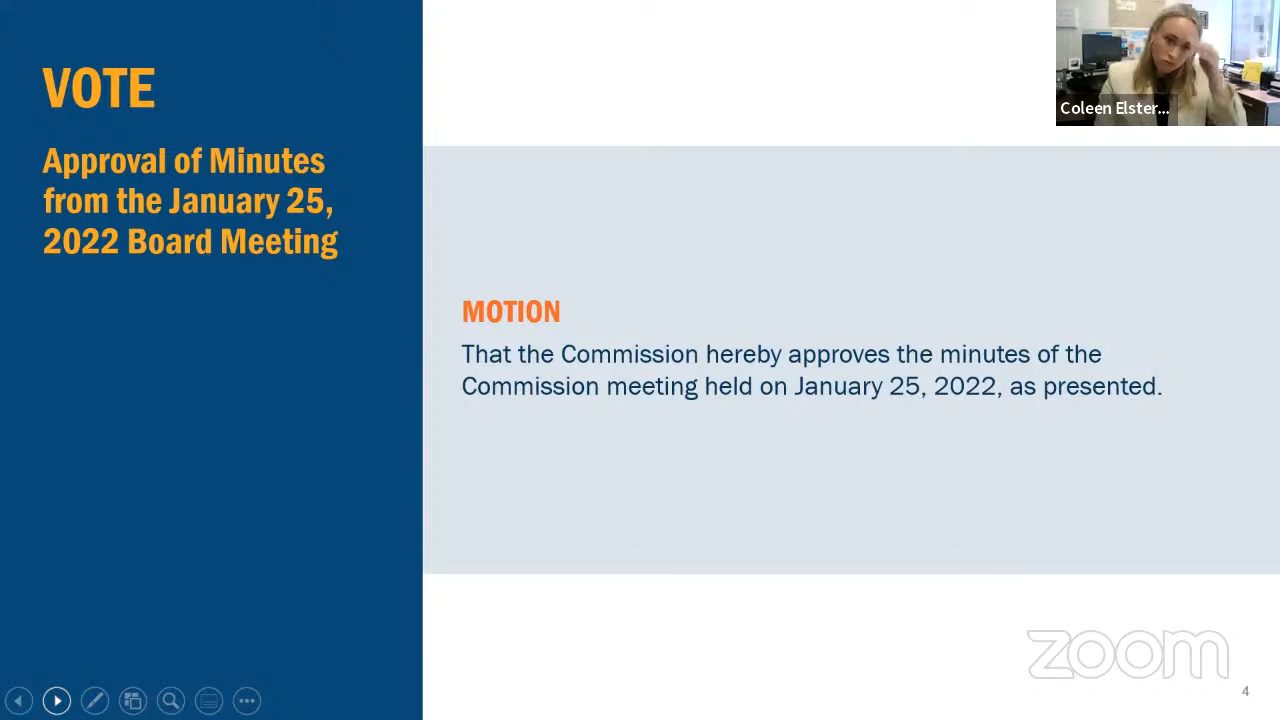 VOTE
Approval of Minutes
from the January 25,
2022 Board Meeting
Coleen Elster...
MOTION
That the Commission hereby approves the minutes of the
Commission meeting held on January 25, 2022, as presented.
zoom
4